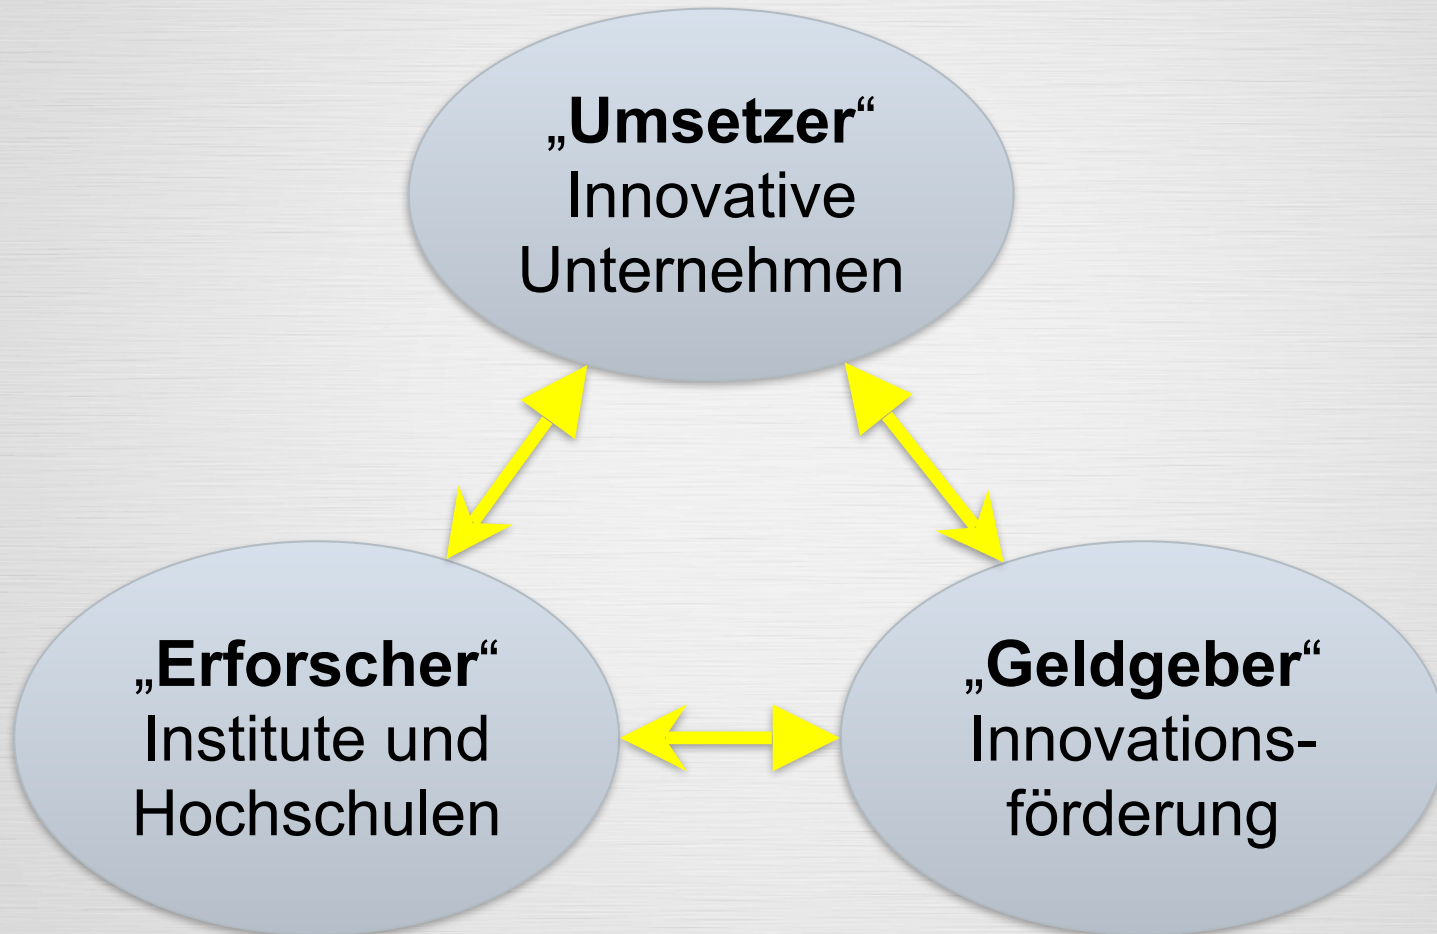 „Umsetzer“
Innovative
Unternehmen
„Erforscher“
Institute und
Hochschulen
„Geldgeber“
Innovations-
förderung